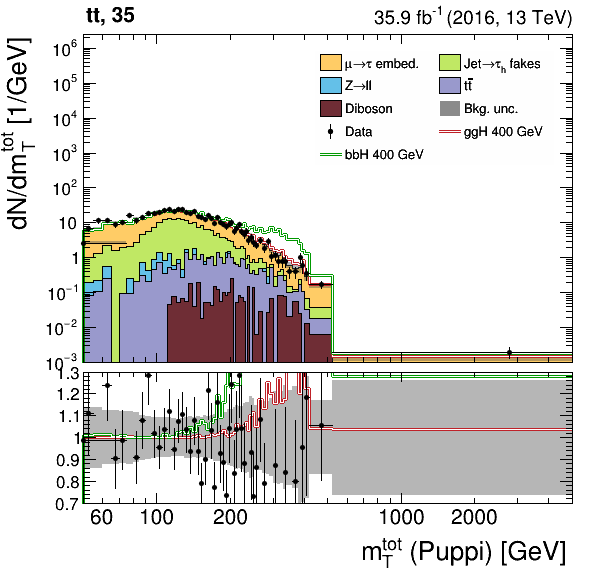 tt, 35
35.9 fb⁻¹ (2016, 13 TeV)
dN/dm_T^tot [1/GeV]
10⁶
10⁵
10⁴
10³
10²
10
1
10⁻¹
10⁻²
10⁻³
μ→τ embed.
Jet→τ_h fakes
Z→ll
tt̅
Diboson
Bkg. unc.
Data
ggH 400 GeV
bbH 400 GeV
1.3
1.2
1.1
1
0.9
0.8
0.7
60 100 200 1000 2000
m_T^tot (Puppi) [GeV]